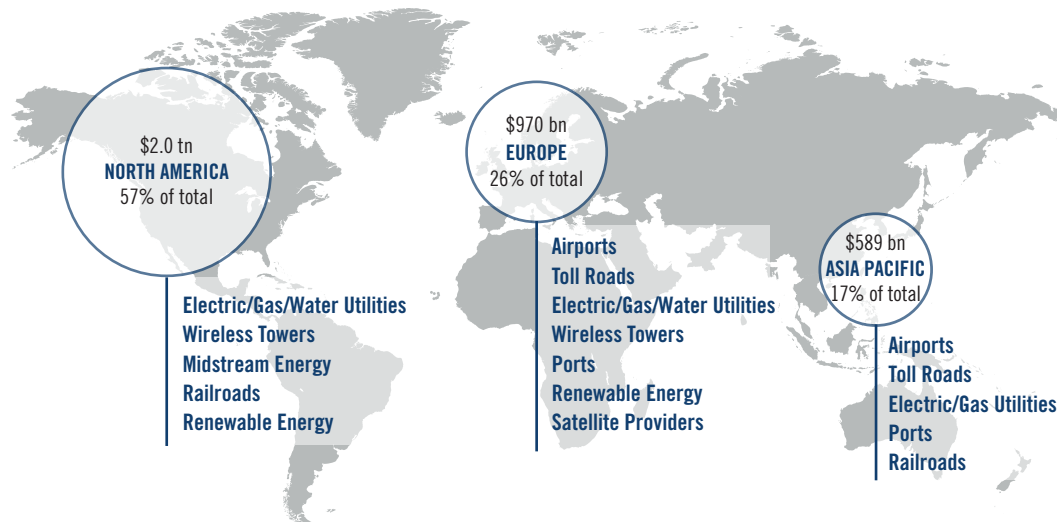 $2.0 tn
NORTH AMERICA
57% of total
Electric/Gas/Water Utilities
Wireless Towers
Midstream Energy
Railroads
Renewable Energy
$970 bn
EUROPE
26% of total
Airports
Toll Roads
Electric/Gas/Water Utilities
Wireless Towers
Ports
Renewable Energy
Satellite Providers
$589 bn
ASIA PACIFIC
17% of total
Airports
Toll Roads
Electric/Gas Utilities
Ports
Railroads